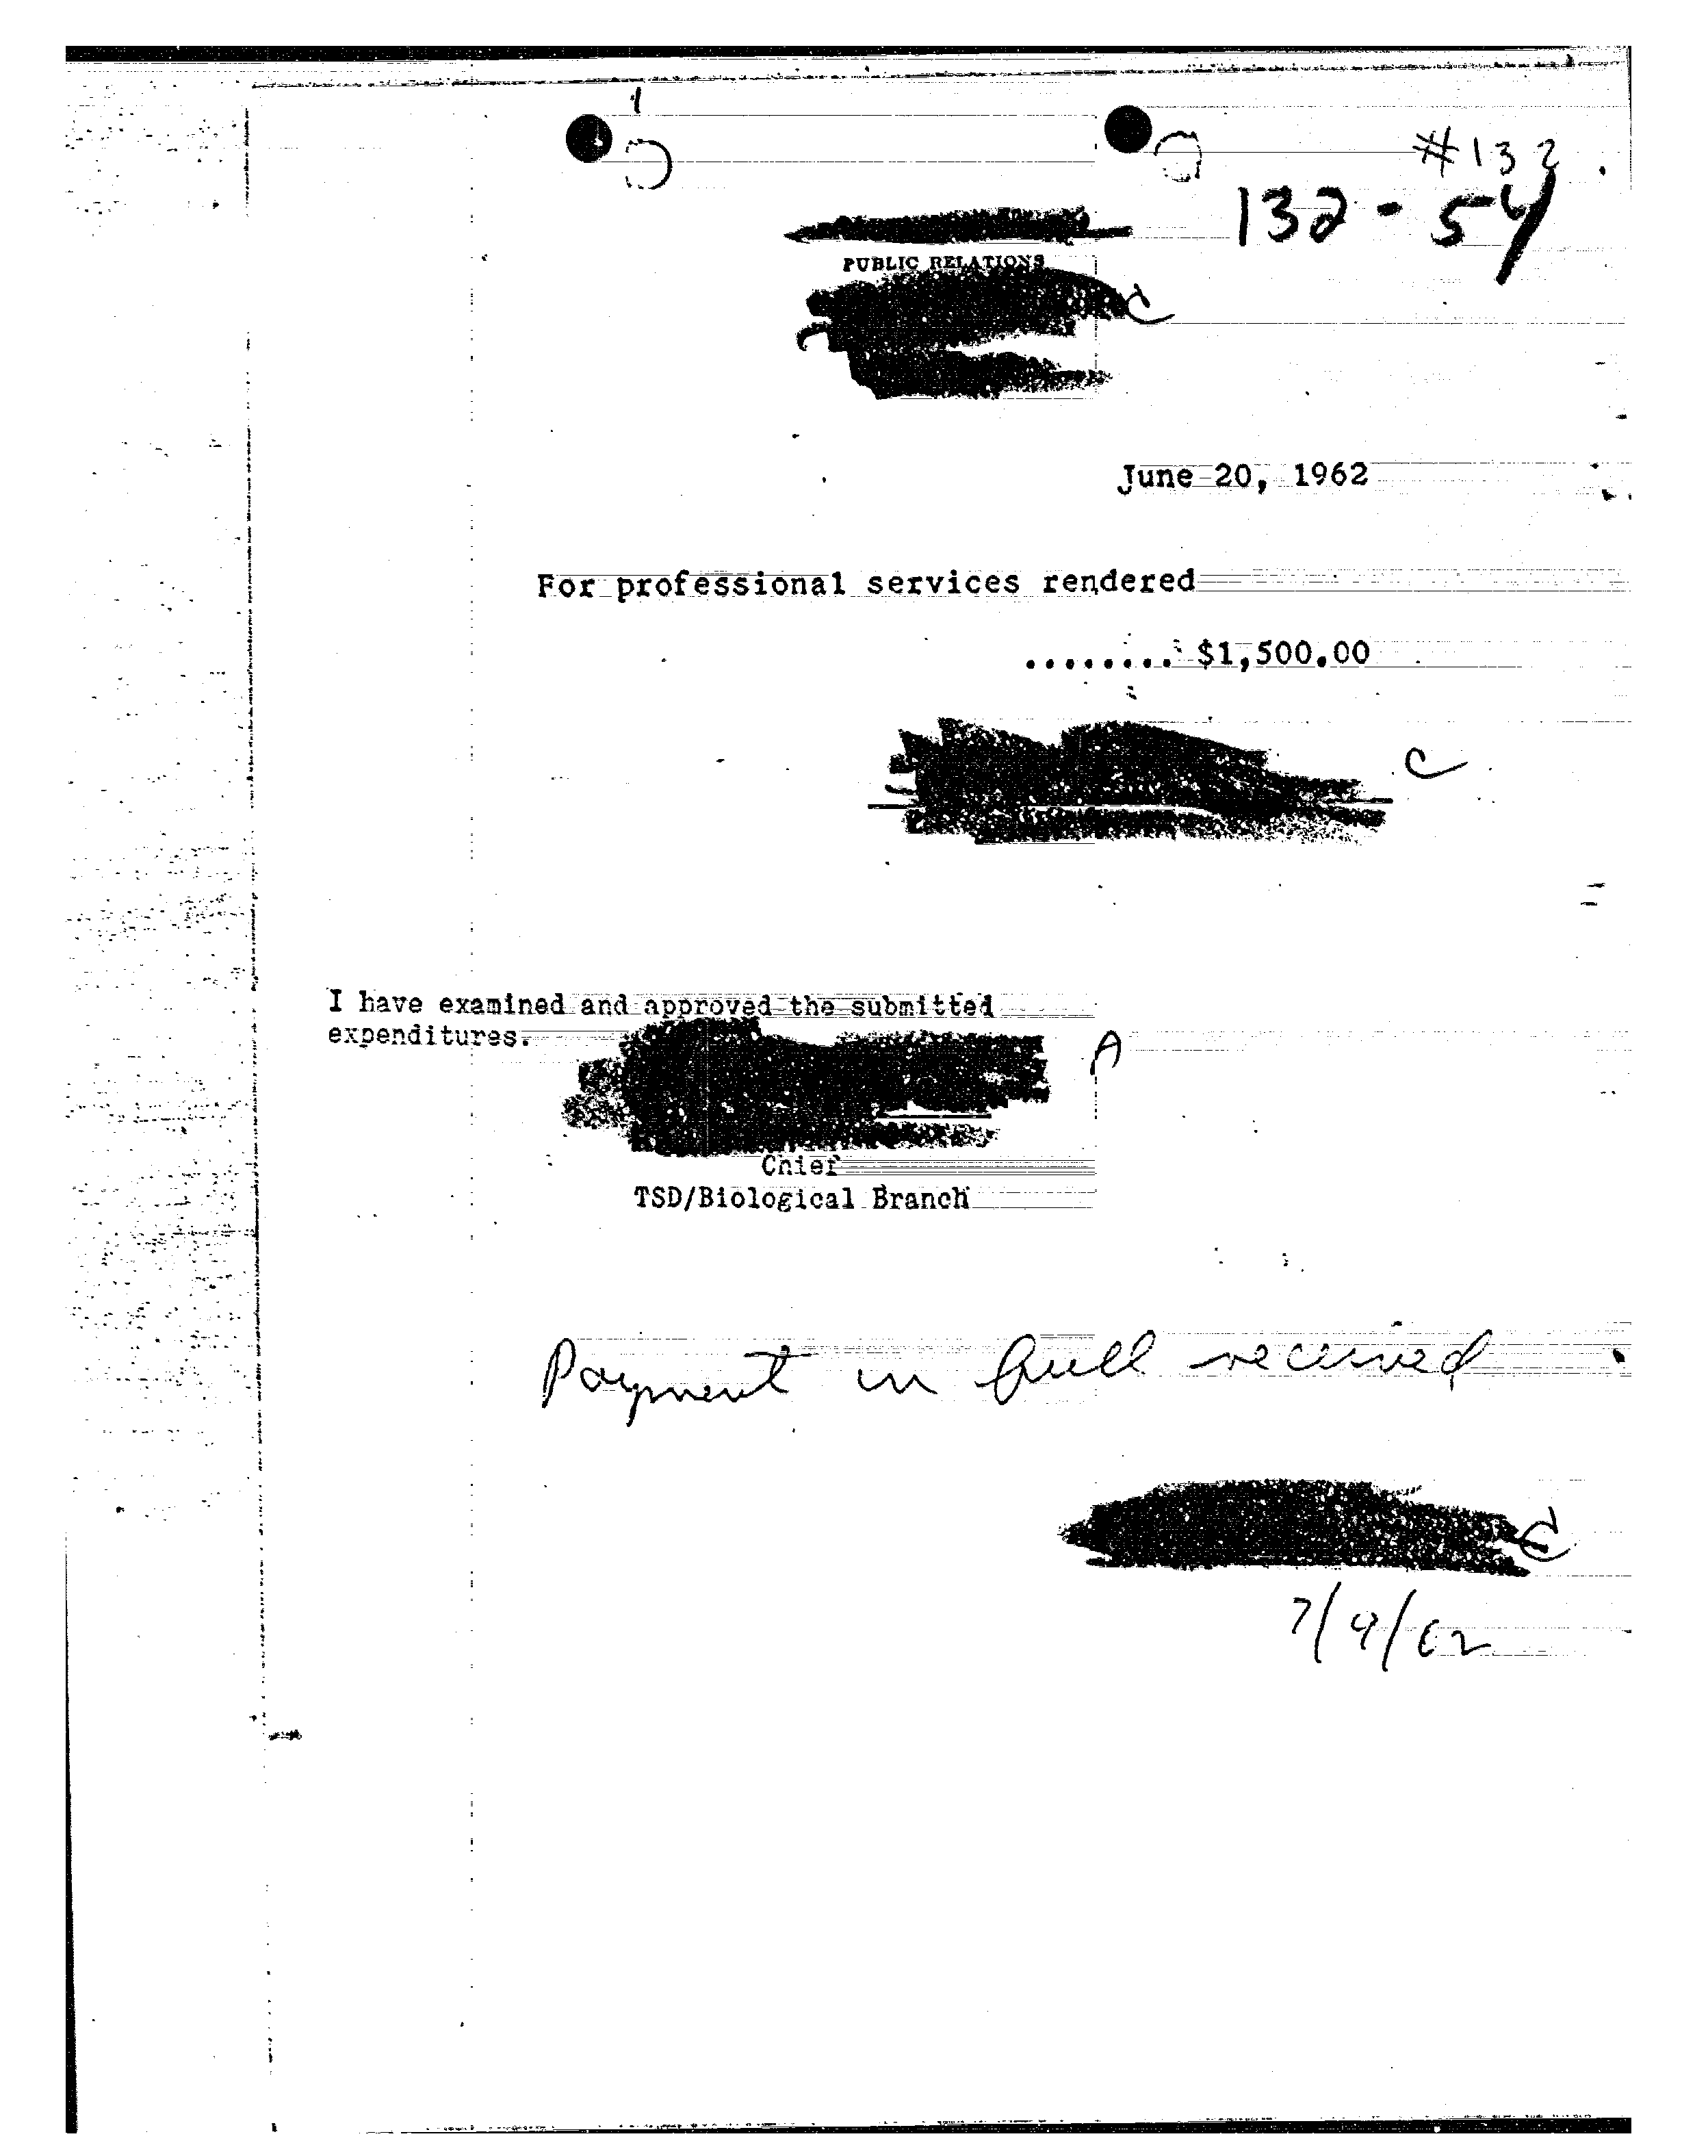 #132
132-54
PUBLIC RELATIONS
C
June 20, 1962
For professional services rendered
........ $1,500.00
C
I have examined and approved the submitted
expenditures.
A
Chief
TSD/Biological Branch
Payment in full received
C
7/9/62